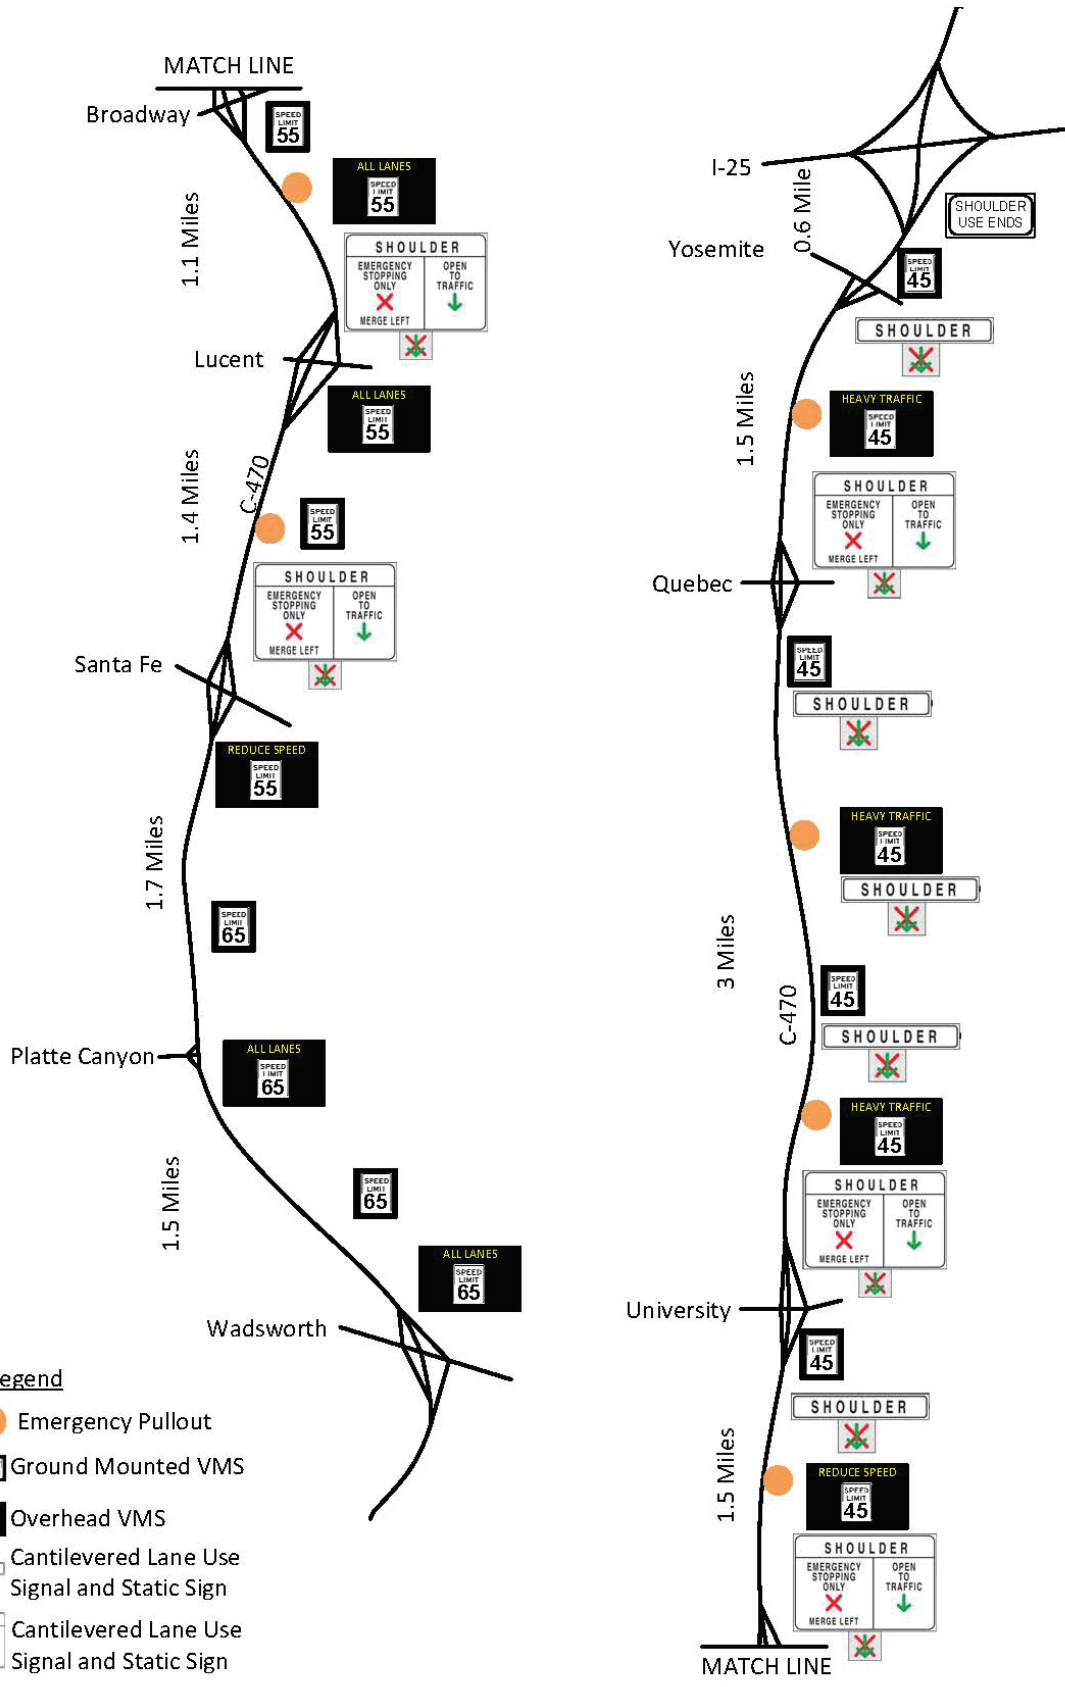 MATCH LINE
Broadway
SPEED
LIMIT
55
ALL LANES
SPEED
LIMIT
55
1.1 Miles
SHOULDER
EMERGENCY
STOPPING
ONLY
MERGE LEFT
OPEN
TO
TRAFFIC
Lucent
ALL LANES
SPEED
LIMIT
55
C-470
1.4 Miles
SPEED
LIMIT
55
SHOULDER
EMERGENCY
STOPPING
ONLY
MERGE LEFT
OPEN
TO
TRAFFIC
Santa Fe
REDUCE SPEED
SPEED
LIMIT
55
1.7 Miles
SPEED
LIMIT
65
Platte Canyon
ALL LANES
SPEED
LIMIT
65
1.5 Miles
SPEED
LIMIT
65
ALL LANES
SPEED
LIMIT
65
Wadsworth
egend
Emergency Pullout
Ground Mounted VMS
Overhead VMS
Cantilevered Lane Use
Signal and Static Sign
Cantilevered Lane Use
Signal and Static Sign
I-25
0.6 Mile
SHOULDER
USE ENDS
Yosemite
SPEED
LIMIT
45
SHOULDER
1.5 Miles
HEAVY TRAFFIC
SPEED
LIMIT
45
SHOULDER
EMERGENCY
STOPPING
ONLY
MERGE LEFT
OPEN
TO
TRAFFIC
Quebec
SPEED
LIMIT
45
SHOULDER
HEAVY TRAFFIC
SPEED
LIMIT
45
SHOULDER
3 Miles
C-470
SPEED
LIMIT
45
SHOULDER
HEAVY TRAFFIC
SPEED
LIMIT
45
SHOULDER
EMERGENCY
STOPPING
ONLY
MERGE LEFT
OPEN
TO
TRAFFIC
University
SPEED
LIMIT
45
SHOULDER
1.5 Miles
REDUCE SPEED
SPEED
LIMIT
45
SHOULDER
EMERGENCY
STOPPING
ONLY
MERGE LEFT
OPEN
TO
TRAFFIC
MATCH LINE